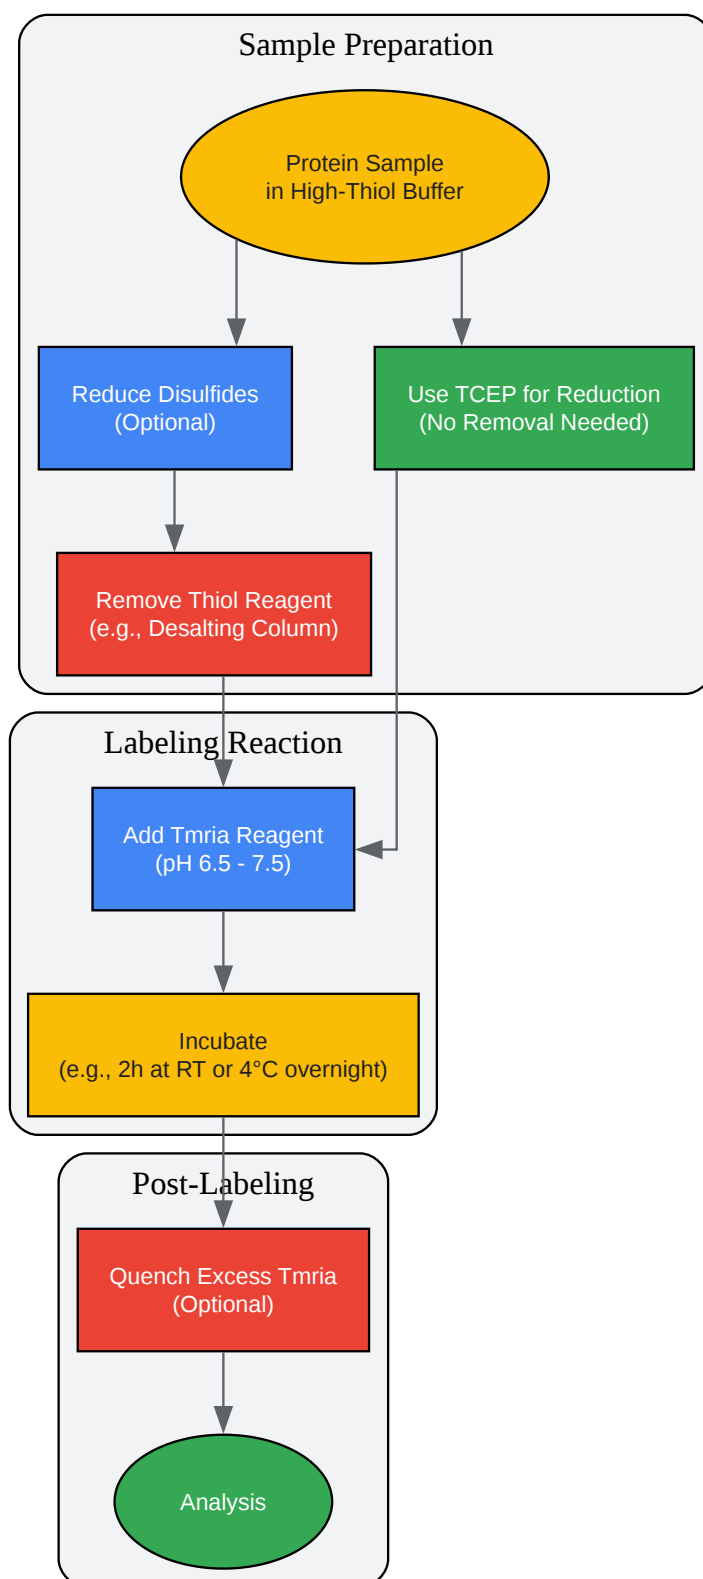 Sample Preparation
Protein Sample
in High-Thiol Buffer
Reduce Disulfides
(Optional)
Use TCEP for Reduction
(No Removal Needed)
Remove Thiol Reagent
(e.g., Desalting Column)
Labeling Reaction
Add Tmria Reagent
(pH 6.5 - 7.5)
Incubate
(e.g., 2h at RT or 4°C overnight)
Post-Labeling
Quench Excess Tmria
(Optional)
Analysis